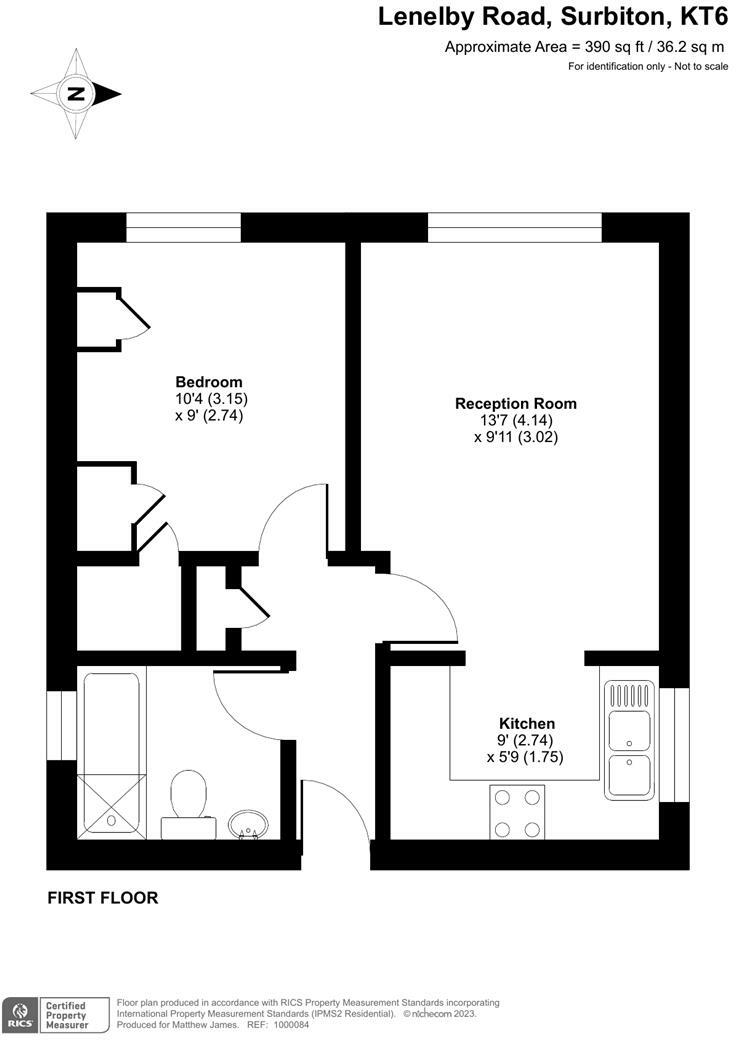 Lenelby Road, Surbiton, KT6
Approximate Area = 390 sq ft / 36.2 sq m
For identification only - Not to scale
N
Bedroom
10'4 (3.15)
x 9' (2.74)
Reception Room
13'7 (4.14)
x 9'11 (3.02)
Kitchen
9' (2.74)
x 5'9 (1.75)
FIRST FLOOR
RICS
Certified
Property
Measurer
Floor plan produced in accordance with RICS Property Measurement Standards incorporating
International Property Measurement Standards (IPMS2 Residential). © nichecom 2023.
Produced for Matthew James. REF: 1000084